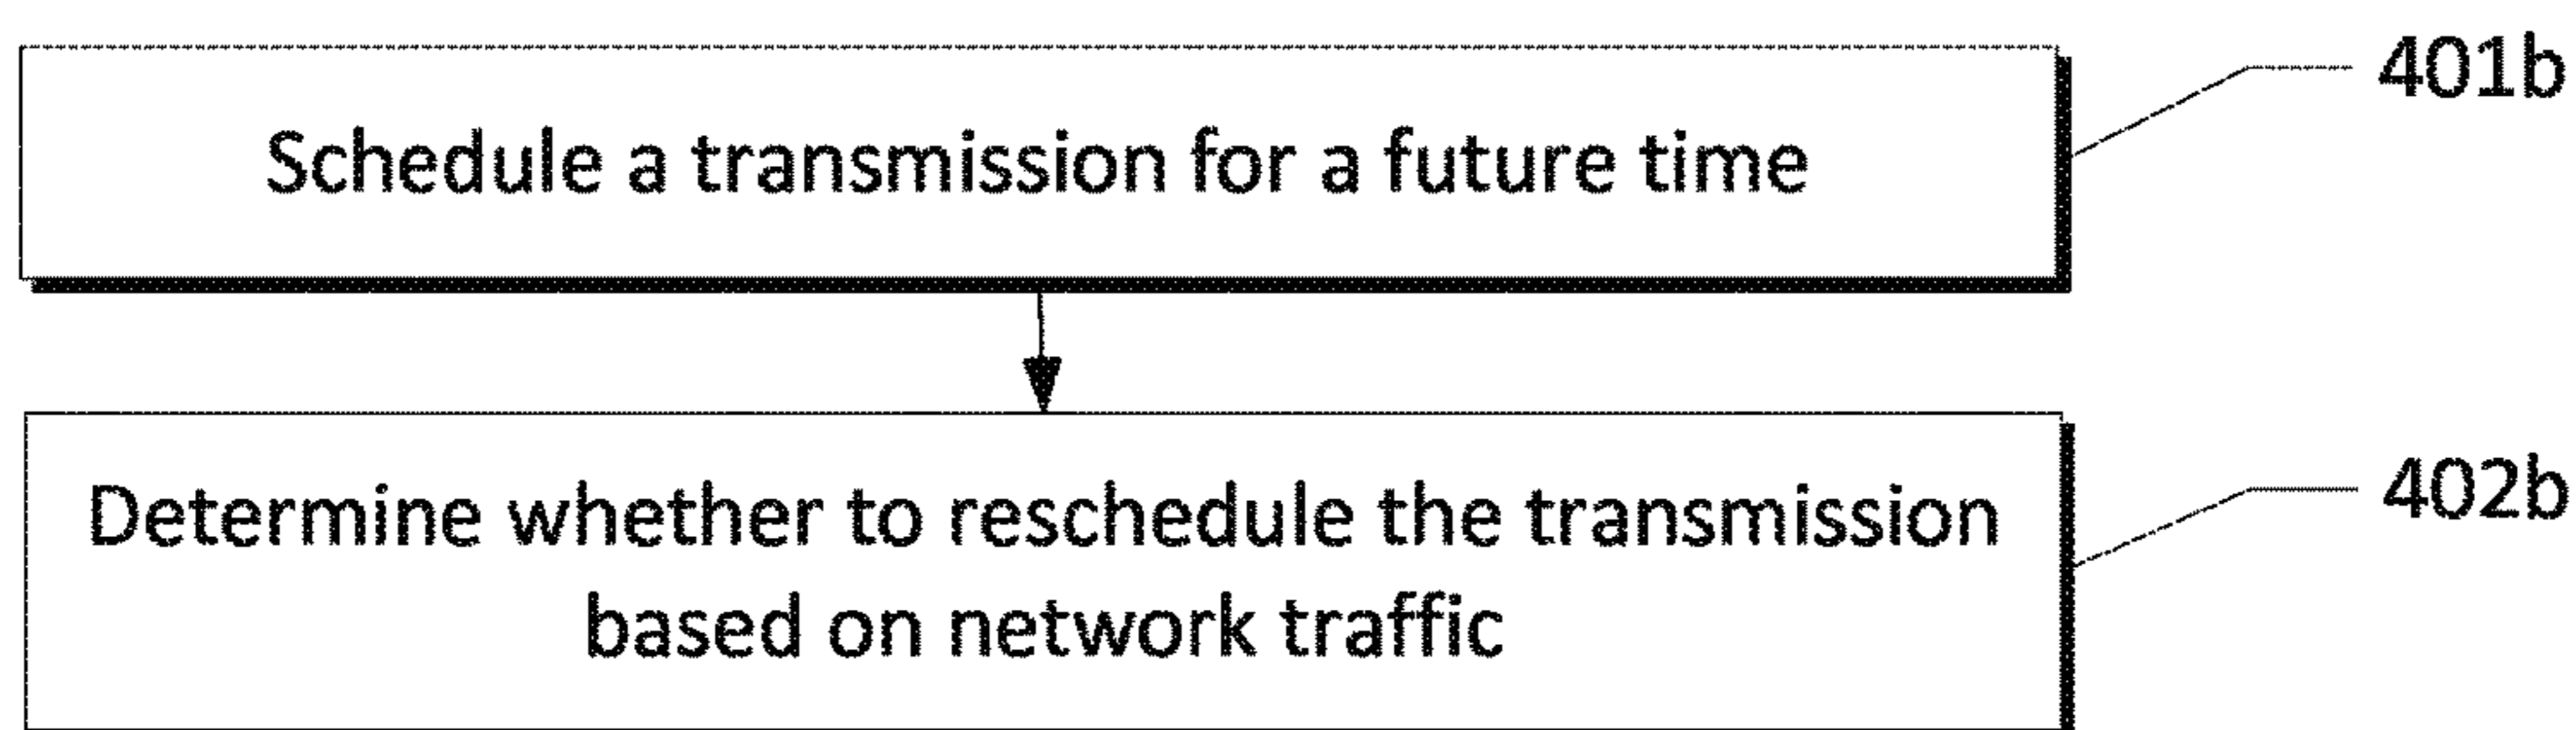 401b
Schedule a transmission for a future time
Determine whether to reschedule the transmission
based on network traffic
402b